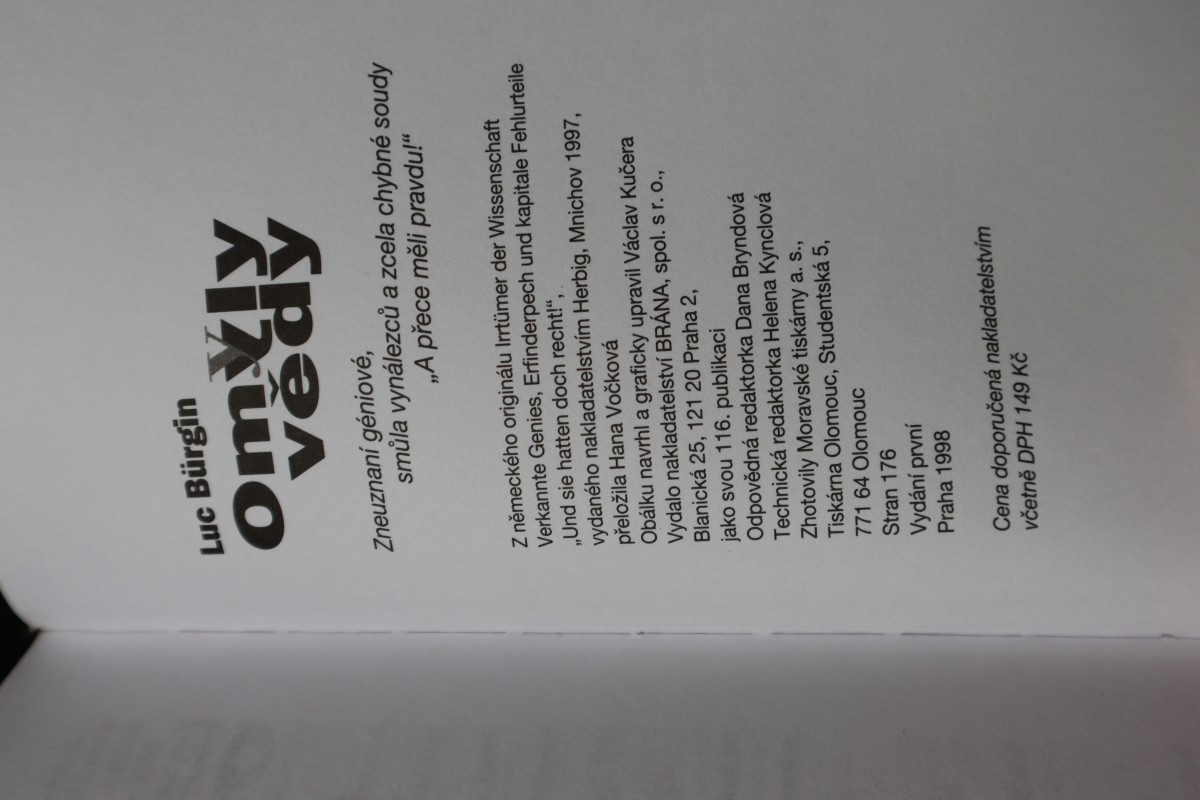 Luc Bürgin
Omyly
vědy
Zneuznaní géniové,
smůla vynálezců a zcela chybné soudy
„A přece měli pravdu!“
Z německého originálu Irrtümer der Wissenschaft
Verkannte Genies, Erfinderpech und kapitale Fehlurteile
„Und sie hatten doch recht!“,
vydaného nakladatelstvím Herbig, Mnichov 1997,
přeložila Hana Vočková
Obálku navrhl a graficky upravil Václav Kučera
Vydalo nakladatelství BRÁNA, spol. s r. o.,
Blanická 25, 121 20 Praha 2,
jako svou 116. publikaci
Odpovědná redaktorka Dana Bryndová
Technická redaktorka Helena Kynclová
Zhotovily Moravské tiskárny a. s.,
Tiskárna Olomouc, Studentská 5,
771 64 Olomouc
Stran 176
Vydání první
Praha 1998
Cena doporučená nakladatelstvím
včetně DPH 149 Kč